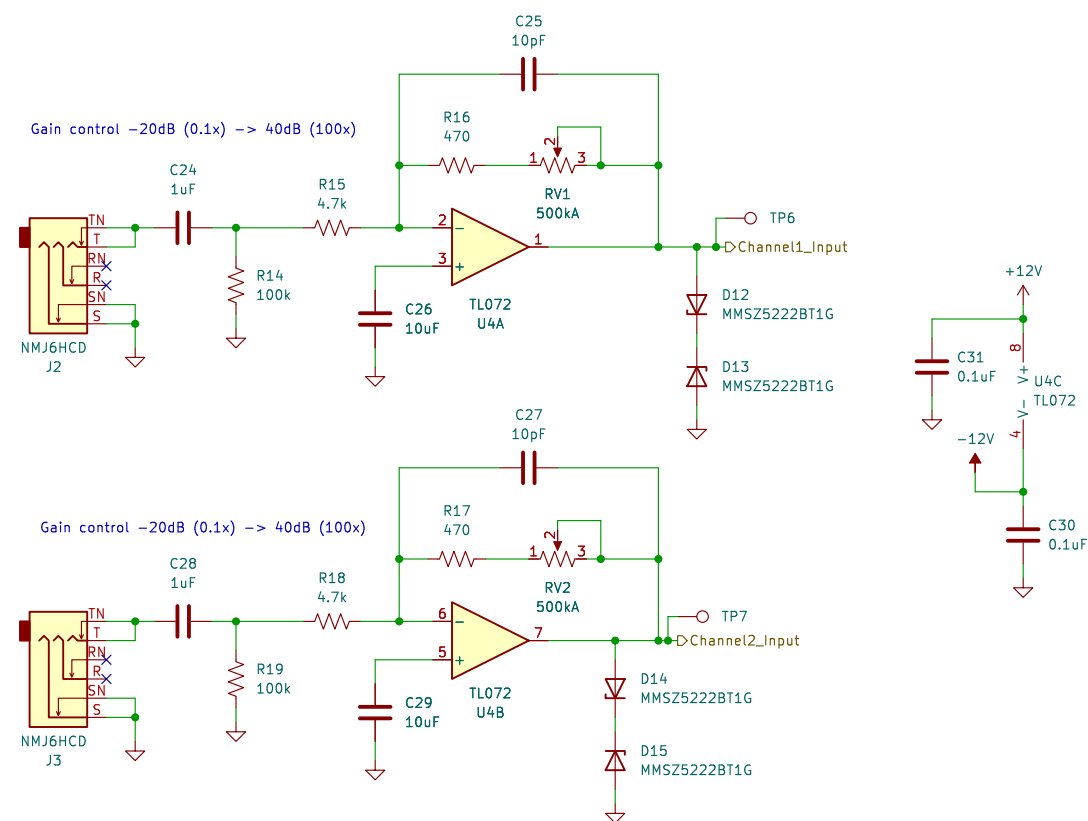 C25
10pF
Gain control -20dB (0.1x) -> 40dB (100x)
R16
470
2
1
3
RV1
500kA
C24
1uF
R15
4.7k
TN
T
RN
R
SN
S
NMJ6HCD
J2
R14
100k
2
3
1
TL072
U4A
C26
10uF
TP6
Channel1_Input
D12
MMSZ5222BT1G
D13
MMSZ5222BT1G
+12V
C31
0.1uF
8
V+
U4C
TL072
V-
4
-12V
C30
0.1uF
C27
10pF
Gain control -20dB (0.1x) -> 40dB (100x)
R17
470
2
1
3
RV2
500kA
C28
1uF
R18
4.7k
TN
T
RN
R
SN
S
NMJ6HCD
J3
R19
100k
6
5
7
TL072
U4B
C29
10uF
TP7
Channel2_Input
D14
MMSZ5222BT1G
D15
MMSZ5222BT1G